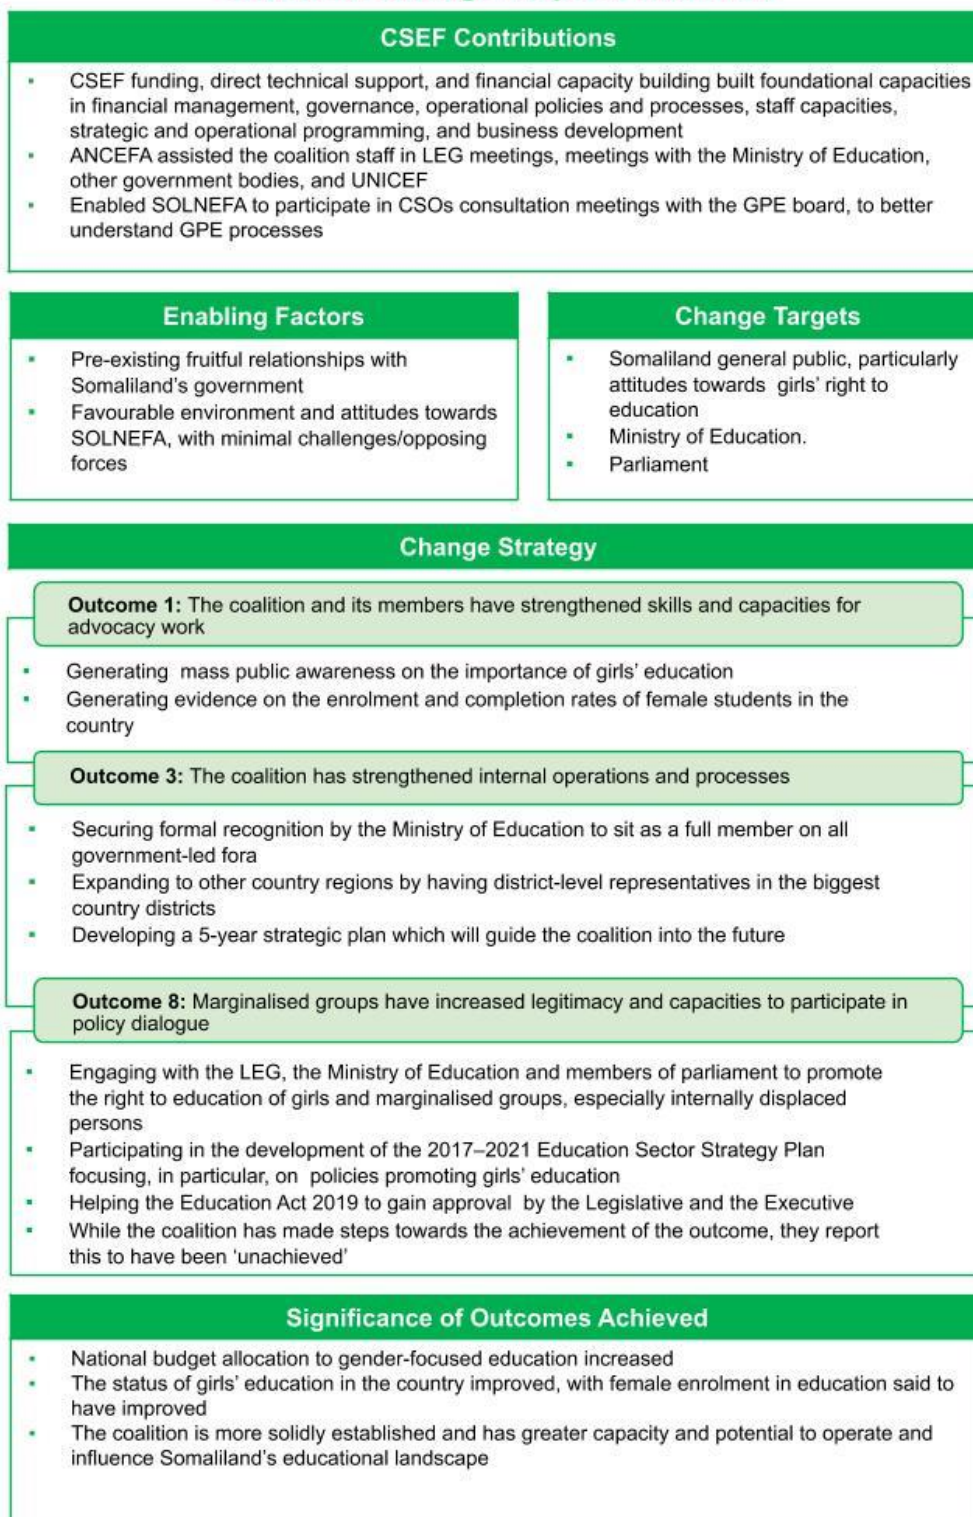 CSEF Contributions
▪ CSEF funding, direct technical support, and financial capacity building built foundational capacities
in financial management, governance, operational policies and processes, staff capacities,
strategic and operational programming, and business development
▪ ANCEFA assisted the coalition staff in LEG meetings, meetings with the Ministry of Education,
other government bodies, and UNICEF
▪ Enabled SOLNEFA to participate in CSOs consultation meetings with the GPE board, to better
understand GPE processes
Enabling Factors
▪ Pre-existing fruitful relationships with
Somaliland's government
▪ Favourable environment and attitudes towards
SOLNEFA, with minimal challenges/opposing
forces
Change Targets
▪ Somaliland general public, particularly
attitudes towards girls' right to
education
▪ Ministry of Education.
▪ Parliament
Change Strategy
Outcome 1: The coalition and its members have strengthened skills and capacities for
advocacy work
▪ Generating mass public awareness on the importance of girls' education
▪ Generating evidence on the enrolment and completion rates of female students in the
country
Outcome 3: The coalition has strengthened internal operations and processes
▪ Securing formal recognition by the Ministry of Education to sit as a full member on all
government-led fora
▪ Expanding to other country regions by having district-level representatives in the biggest
country districts
▪ Developing a 5-year strategic plan which will guide the coalition into the future
Outcome 8: Marginalised groups have increased legitimacy and capacities to participate in
policy dialogue
▪ Engaging with the LEG, the Ministry of Education and members of parliament to promote
the right to education of girls and marginalised groups, especially internally displaced
persons
▪ Participating in the development of the 2017–2021 Education Sector Strategy Plan
focusing, in particular, on policies promoting girls' education
▪ Helping the Education Act 2019 to gain approval by the Legislative and the Executive
▪ While the coalition has made steps towards the achievement of the outcome, they report
this to have been 'unachieved'
Significance of Outcomes Achieved
▪ National budget allocation to gender-focused education increased
▪ The status of girls' education in the country improved, with female enrolment in education said to
have improved
▪ The coalition is more solidly established and has greater capacity and potential to operate and
influence Somaliland's educational landscape